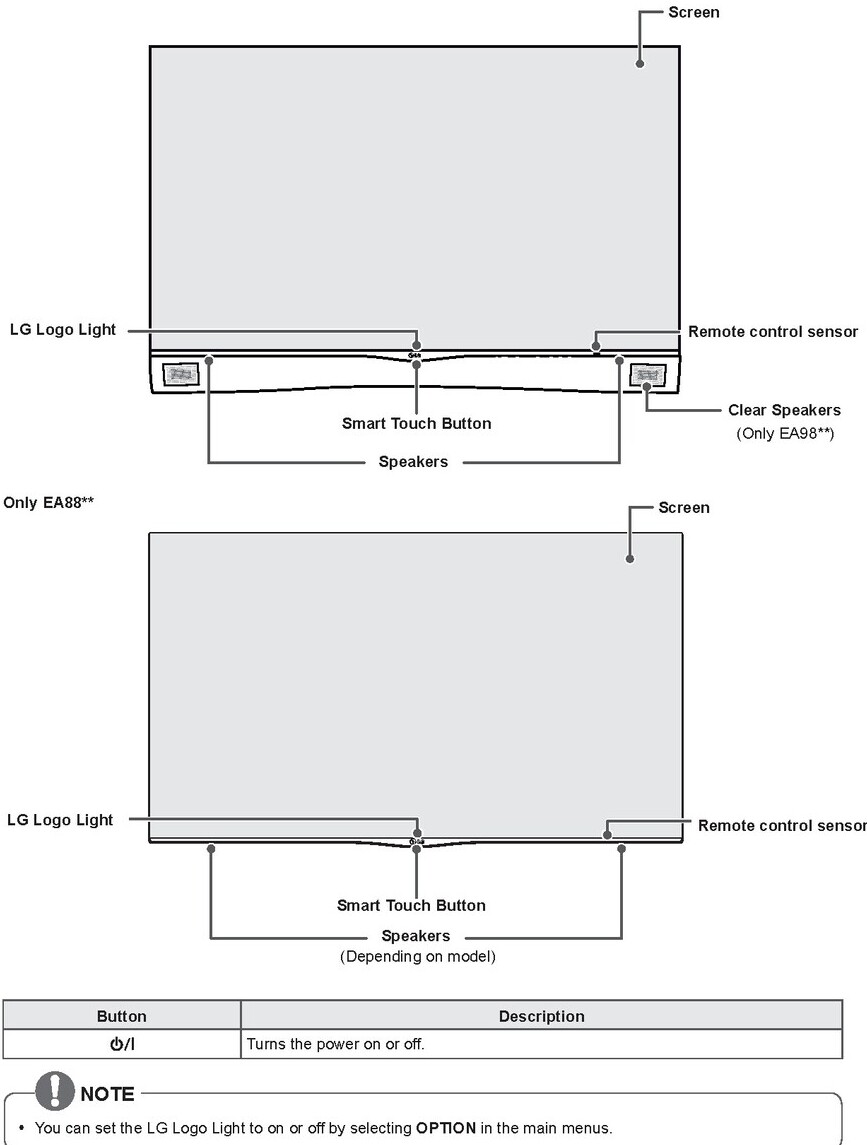 Screen
LG Logo Light
Remote control sensor
Smart Touch Button
Clear Speakers
(Only EA98**)
Speakers
Only EA88**
Screen
LG Logo Light
Remote control sensor
Smart Touch Button
Speakers
(Depending on model)
Button Description
⏻/I Turns the power on or off.
NOTE
• You can set the LG Logo Light to on or off by selecting OPTION in the main menus.